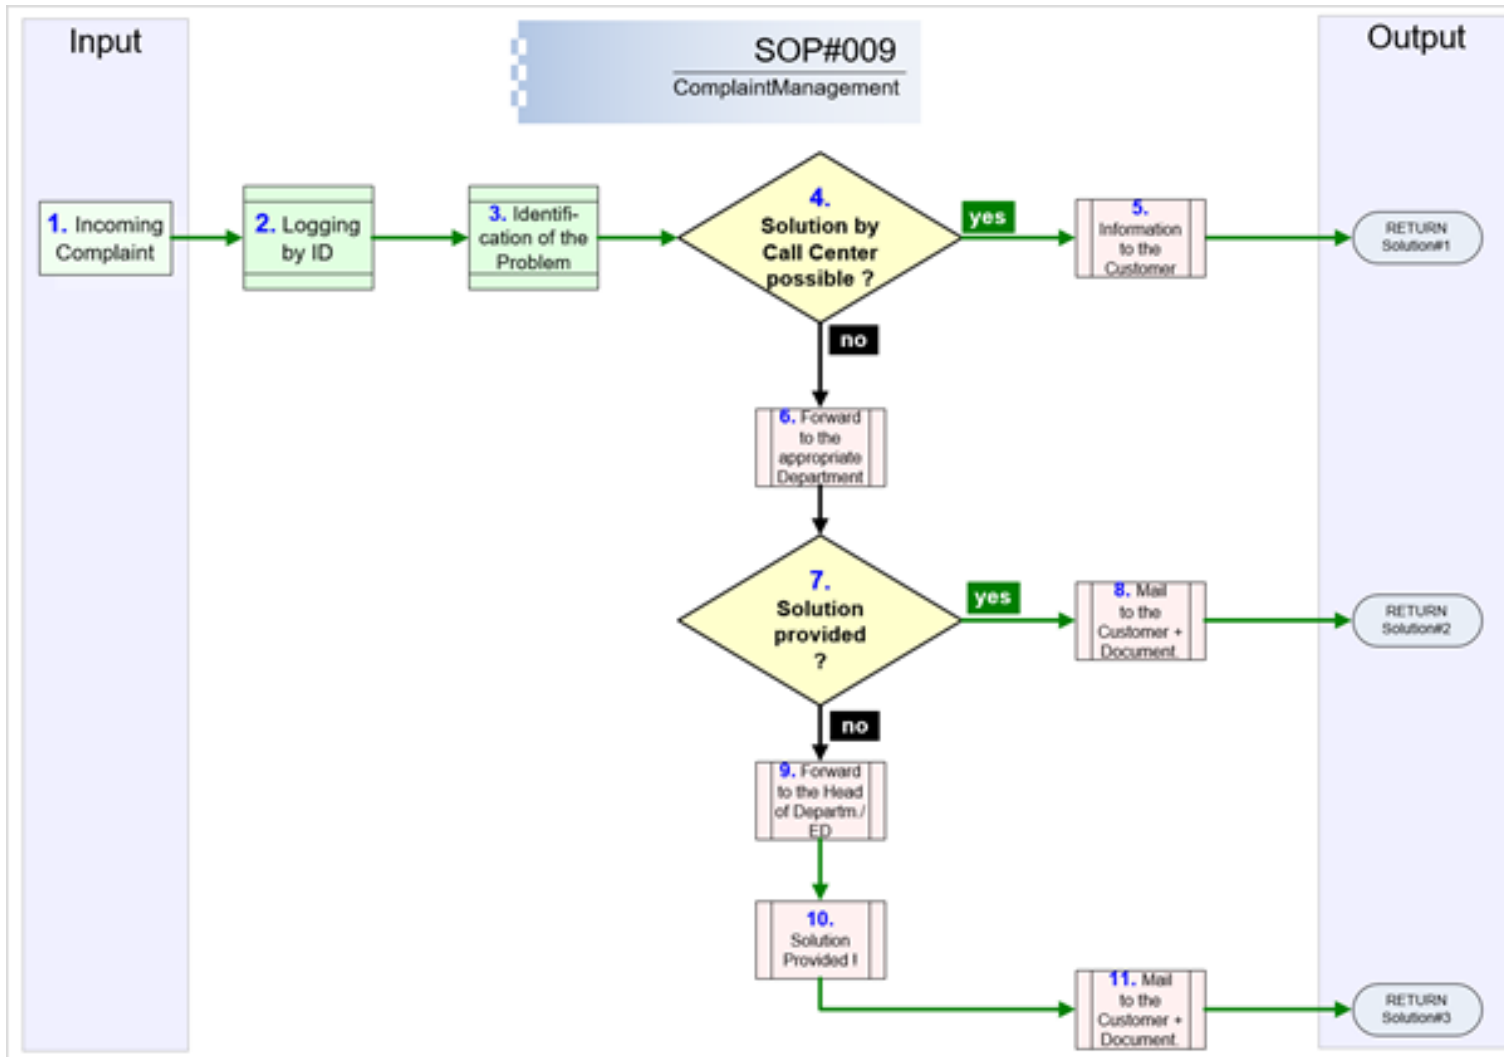 Input
SOP#009
ComplaintManagement
Output
1. Incoming
Complaint
2. Logging
by ID
3. Identifi-
cation of the
Problem
4.
Solution by
Call Center
possible ?
yes
5.
Information
to the
Customer
RETURN
Solution#1
no
6. Forward
to the
appropriate
Department
7.
Solution
provided
?
yes
8. Mail
to the
Customer +
Document.
RETURN
Solution#2
no
9. Forward
to the Head
of Departm./
ED
10.
Solution
Provided !
11. Mail
to the
Customer +
Document.
RETURN
Solution#3